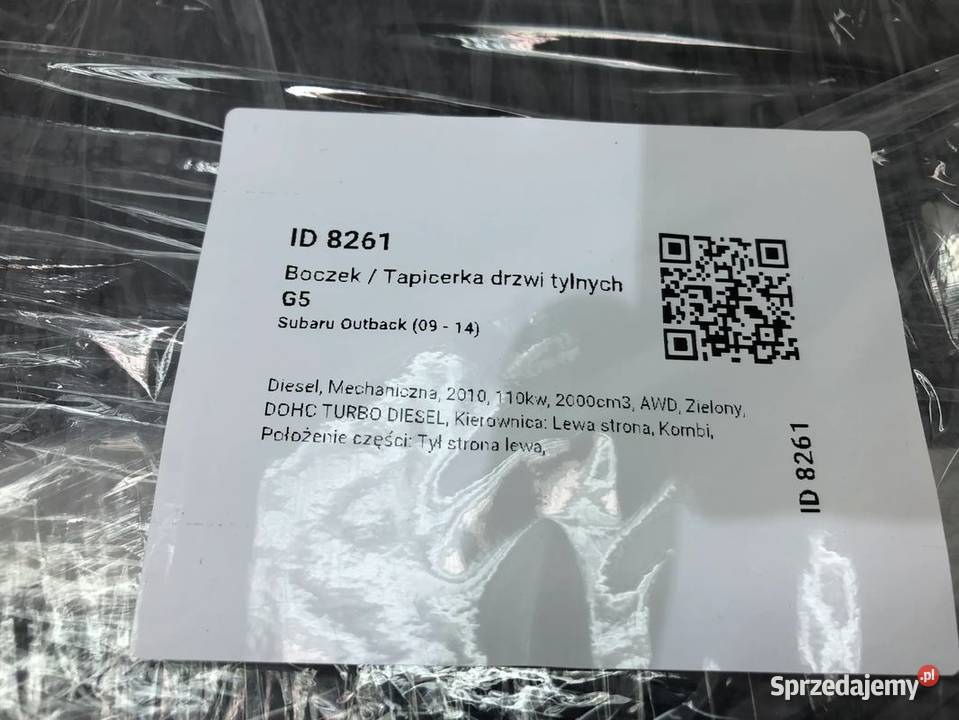 ID 8261
Boczek / Tapicerka drzwi tylnych
G5
Subaru Outback (09 - 14)
Diesel, Mechaniczna, 2010, 110kw, 2000cm3, AWD, Zielony,
DOHC TURBO DIESEL, Kierownica: Lewa strona, Kombi,
Położenie części: Tył strona lewa,
ID 8261
Sprzedajemy.pl